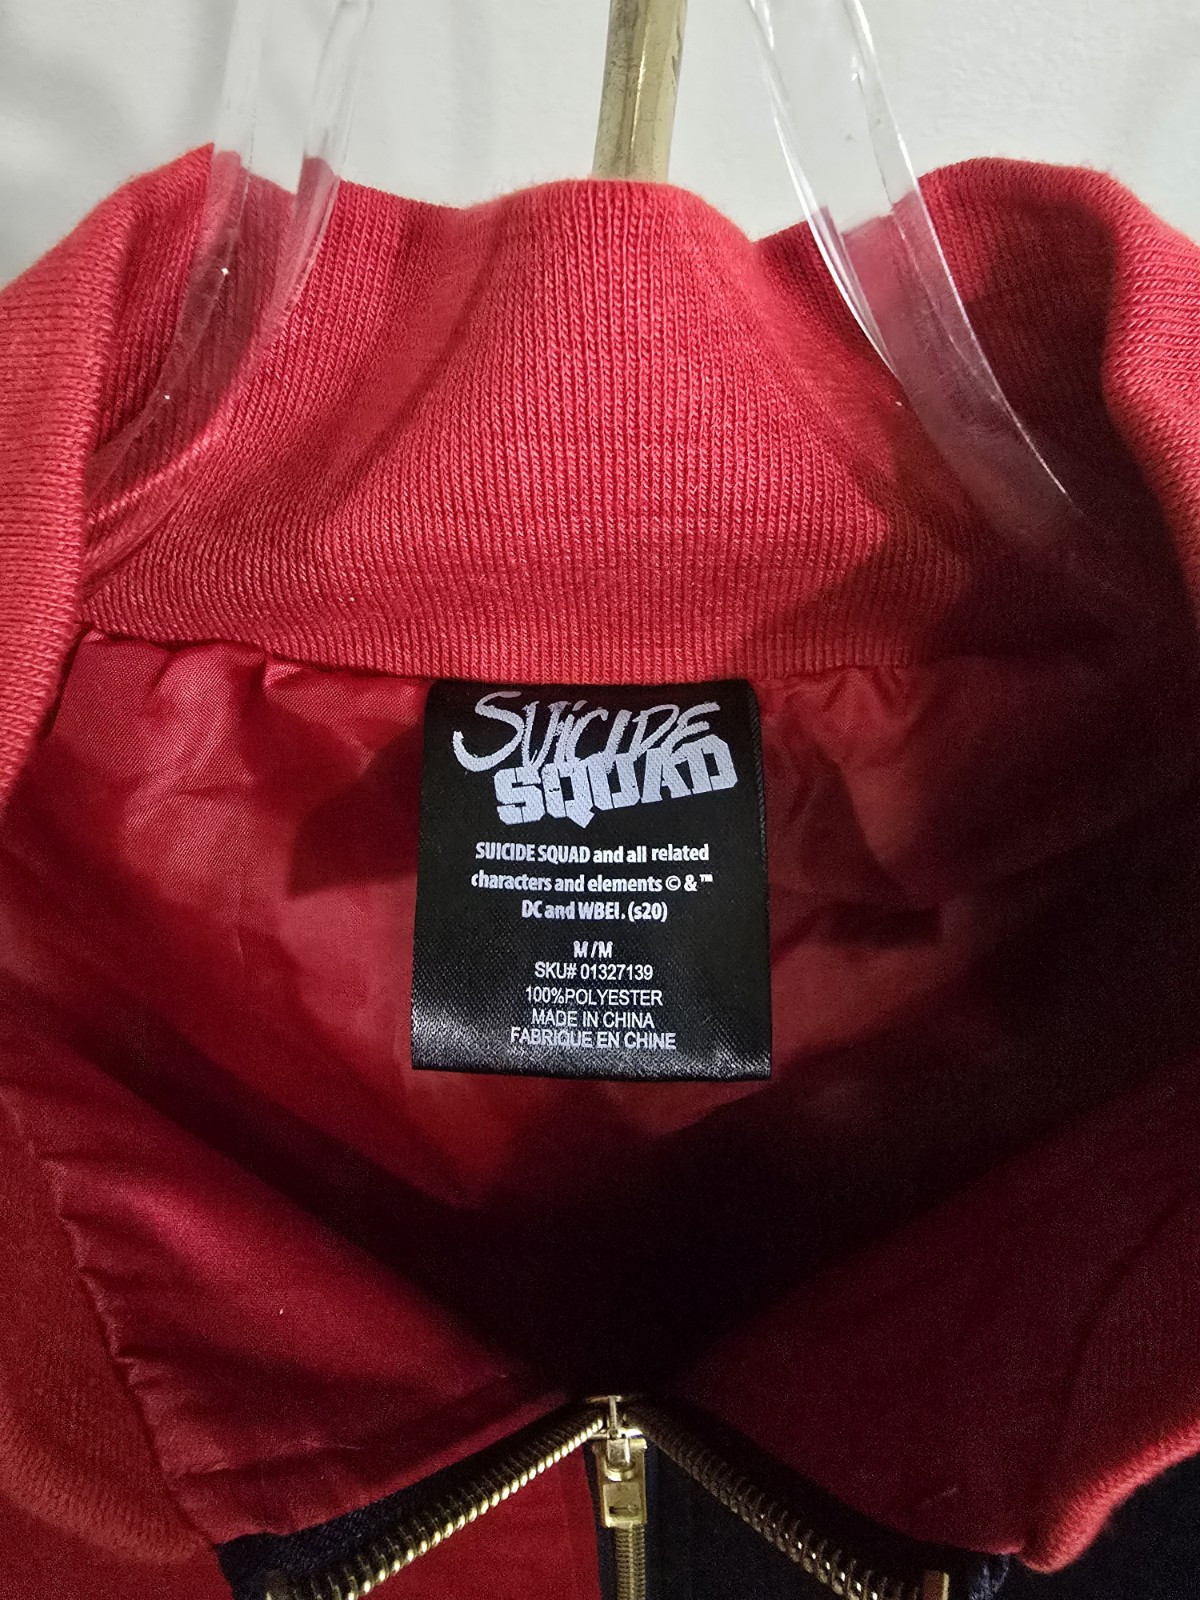 SUiCIDE
SQUAD
SUICIDE SQUAD and all related
characters and elements © & ™
DC and WBEI. (s20)
M/M
SKU# 01327139
100%POLYESTER
MADE IN CHINA
FABRIQUE EN CHINE